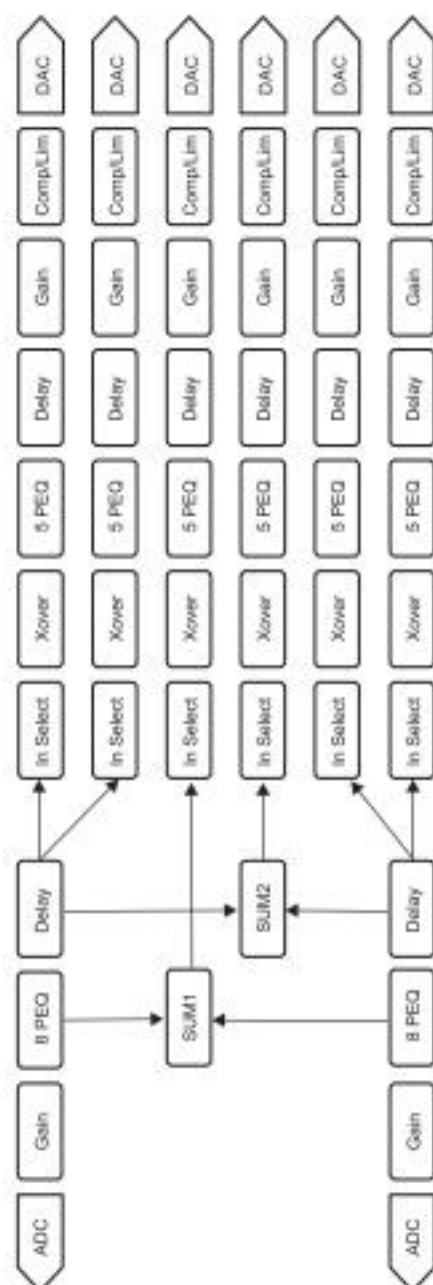 DAC DAC DAC DAC DAC DAC
Comp/Lim Comp/Lim Comp/Lim Comp/Lim Comp/Lim Comp/Lim
Gain Gain Gain Gain Gain Gain
Delay Delay Delay Delay Delay Delay
5 PEQ 5 PEQ 5 PEQ 5 PEQ 5 PEQ 5 PEQ
Xover Xover Xover Xover Xover Xover
In Select In Select In Select In Select In Select In Select
Delay SUM2 Delay
8 PEQ SUM1 8 PEQ
Gain Gain
ADC ADC